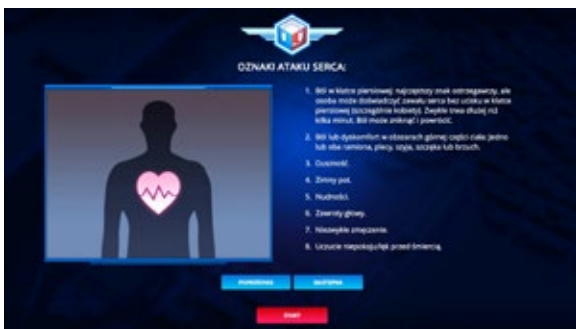 OZNAKI ATAKU SERCA:
1. Ból w klatce piersiowej: najczęstszy znak ostrzegawczy, ale
osoba może doświadczyć zawału serca bez ucisku w klatce
piersiowej (szczególnie kobiety). Zwykle trwa dłużej niż
kilka minut. Ból może zniknąć i powrócić.
2. Ból lub dyskomfort w obszarach górnej części ciała: jedno
lub oba ramiona, plecy, szyja, szczęka lub brzuch.
3. Duszność.
4. Zimny pot.
5. Nudności.
6. Zawroty głowy.
7. Niezwykłe zmęczenie.
8. Uczucie niepokoju/lęk przed śmiercią.
POPRZEDNIA
NASTĘPNA
START